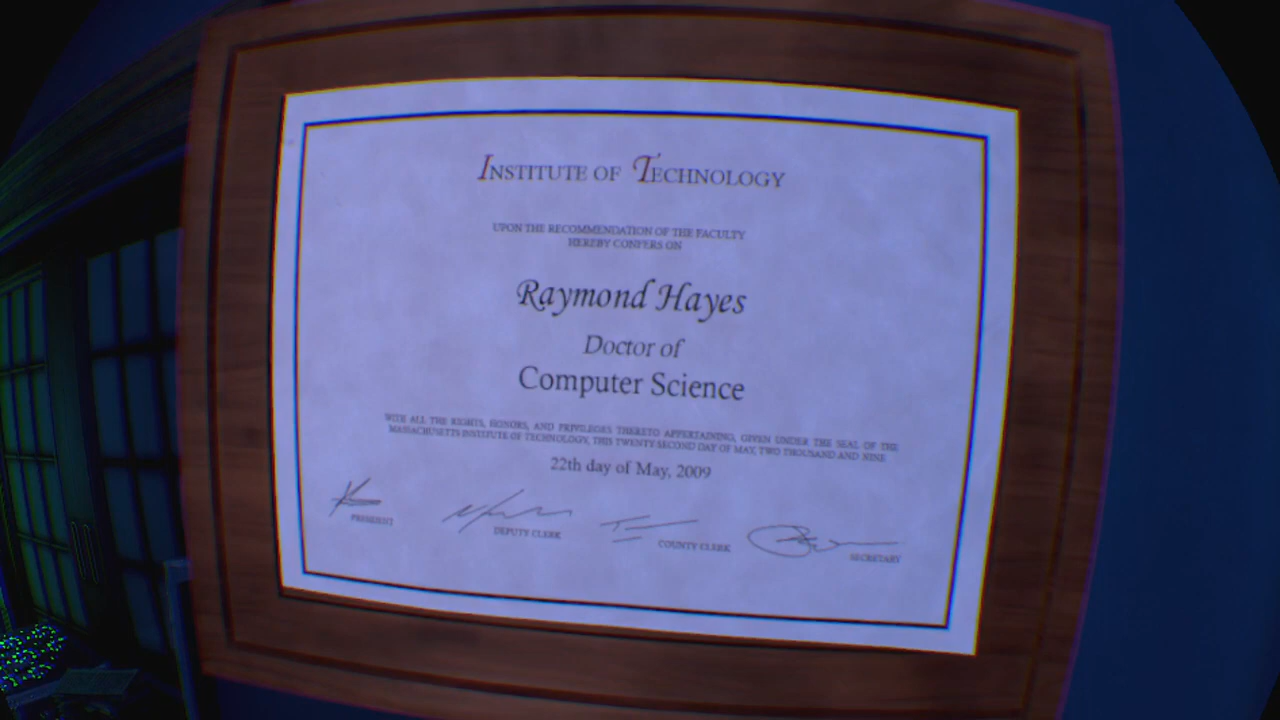 INSTITUTE OF TECHNOLOGY
UPON THE RECOMMENDATION OF THE FACULTY
HEREBY CONFERS ON
Raymond Hayes
Doctor of
Computer Science
WITH ALL THE RIGHTS, HONORS, AND PRIVILEGES THERETO APPERTAINING, GIVEN UNDER THE SEAL OF THE
MASSACHUSETTS INSTITUTE OF TECHNOLOGY, THIS TWENTY SECOND DAY OF MAY, TWO THOUSAND AND NINE
22th day of May, 2009
PRESIDENT
DEPUTY CLERK
COUNTY CLERK
SECRETARY